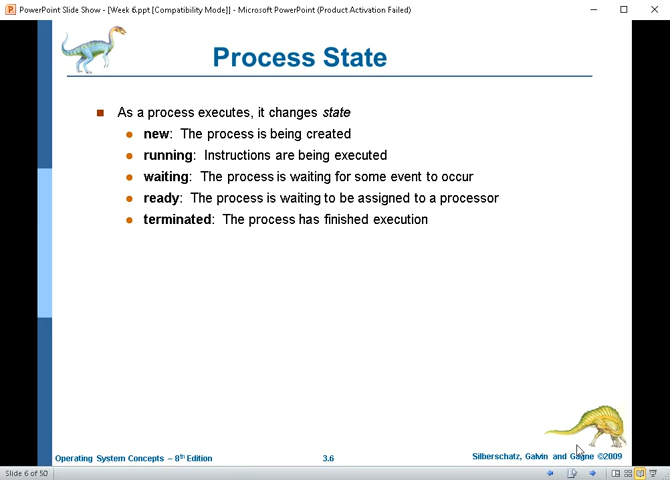 PowerPoint Slide Show - [Week 6.ppt [Compatibility Mode]] - Microsoft PowerPoint (Product Activation Failed)
Process State
As a process executes, it changes state
new: The process is being created
running: Instructions are being executed
waiting: The process is waiting for some event to occur
ready: The process is waiting to be assigned to a processor
terminated: The process has finished execution
Operating System Concepts – 8th Edition
3.6
Silberschatz, Galvin and Gagne ©2009
Slide 6 of 50